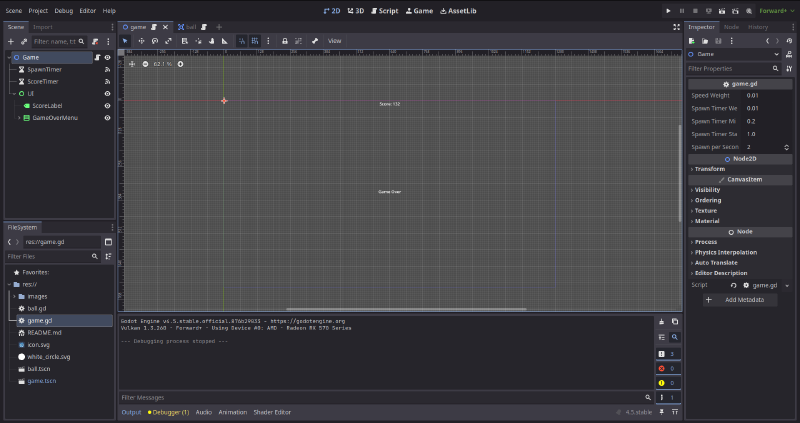 Scene Project Debug Editor Help
2D 3D Script Game AssetLib
Forward+
Scene Import
Filter: name, t
Game
SpawnTimer
ScoreTimer
UI
ScoreLabel
GameOverMenu
FileSystem
res://game.gd
Filter Files
Favorites:
res://
images
ball.gd
game.gd
README.md
icon.svg
white_circle.svg
ball.tscn
game.tscn
game ball
View
82.1 %
Score: 132
Game Over
Godot Engine v4.5.stable.official.876b29033 - https://godotengine.org
Vulkan 1.3.260 - Forward+ - Using Device #0: AMD - Radeon RX 570 Series
--- Debugging process stopped ---
3
0
0
1
Filter Messages
Output Debugger (1) Audio Animation Shader Editor
4.5.stable
Inspector Node History
Game
Filter Properties
game.gd
Speed Weight 0.01
Spawn Timer We 0.01
Spawn Timer Mi 0.2
Spawn Timer Sta 1.0
Spawn per Secon 2
Node2D
Transform
CanvasItem
Visibility
Ordering
Texture
Material
Node
Process
Physics Interpolation
Auto Translate
Editor Description
Script game.gd
Add Metadata